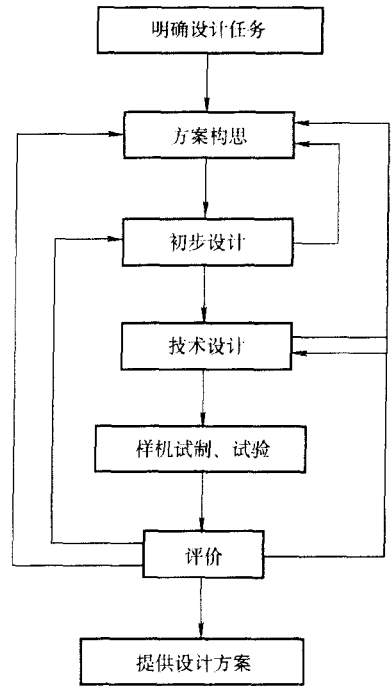 明确设计任务
方案构思
初步设计
技术设计
样机试制、试验
评价
提供设计方案